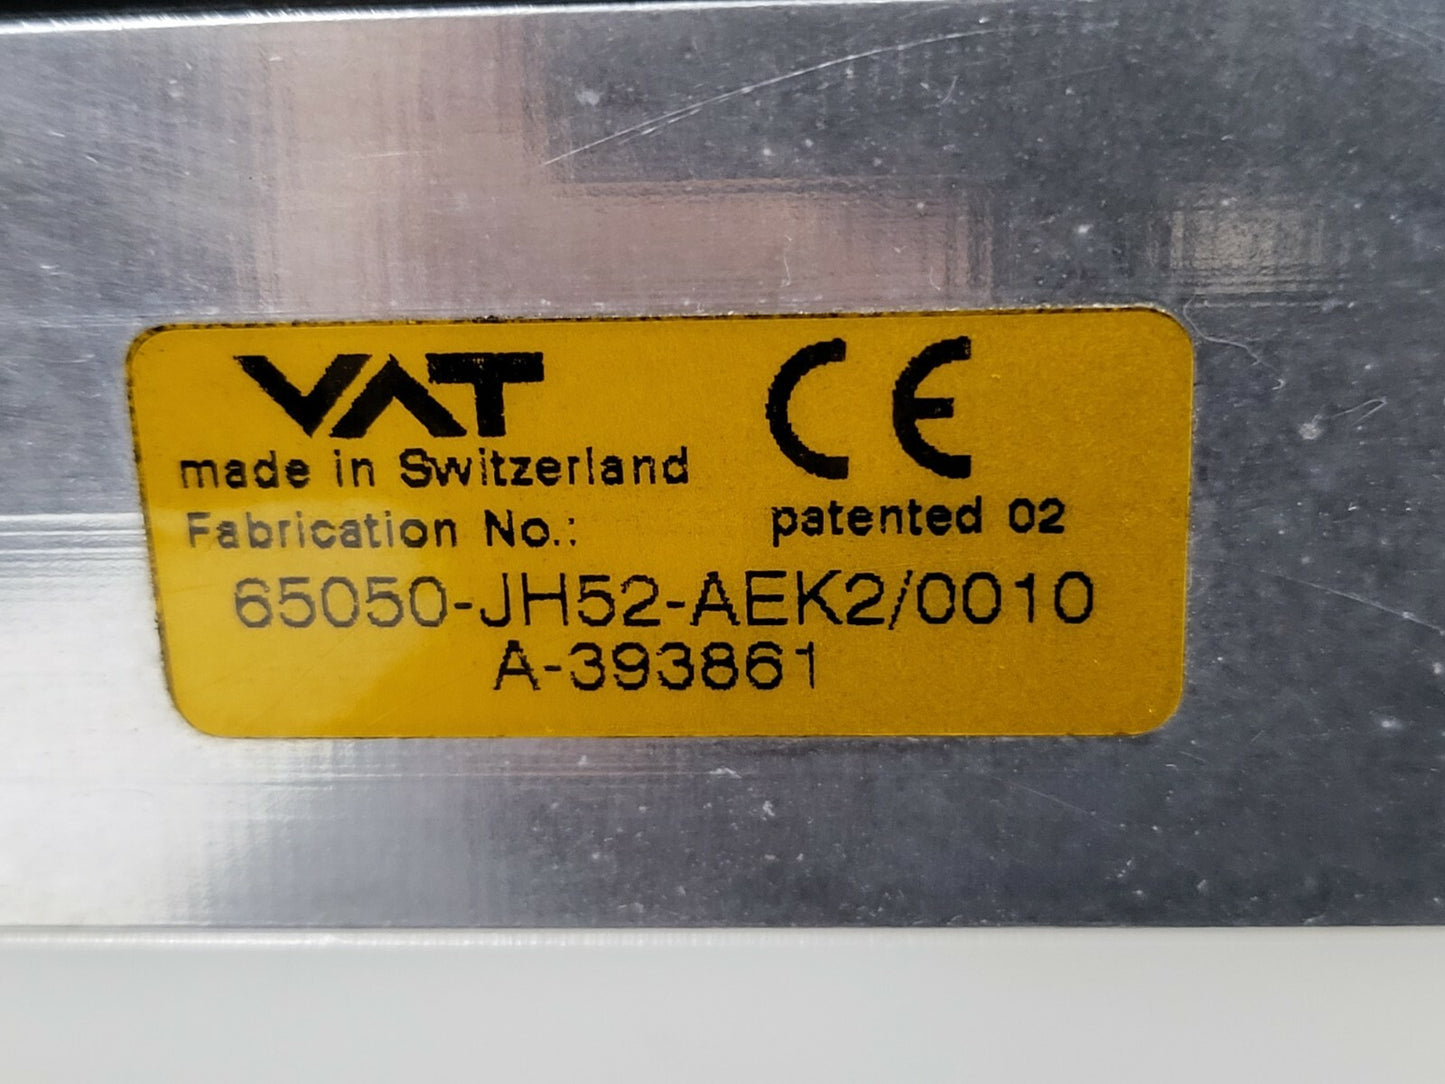 VAT
CE
made in Switzerland
Fabrication No.:
patented 02
65050-JH52-AEK2/0010
A-393861